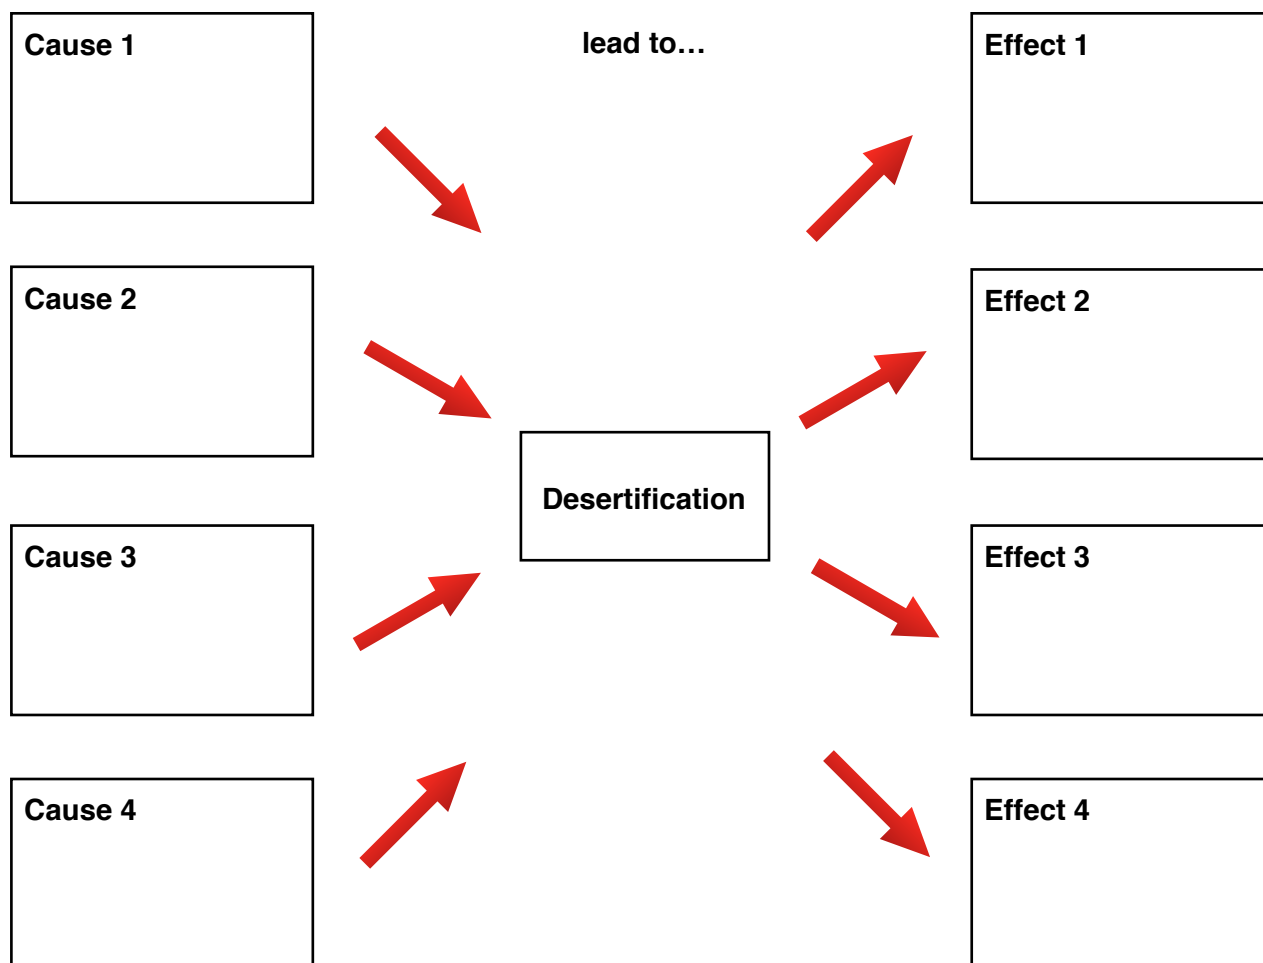 Cause 1
lead to…
Effect 1
Cause 2
Effect 2
Desertification
Cause 3
Effect 3
Cause 4
Effect 4